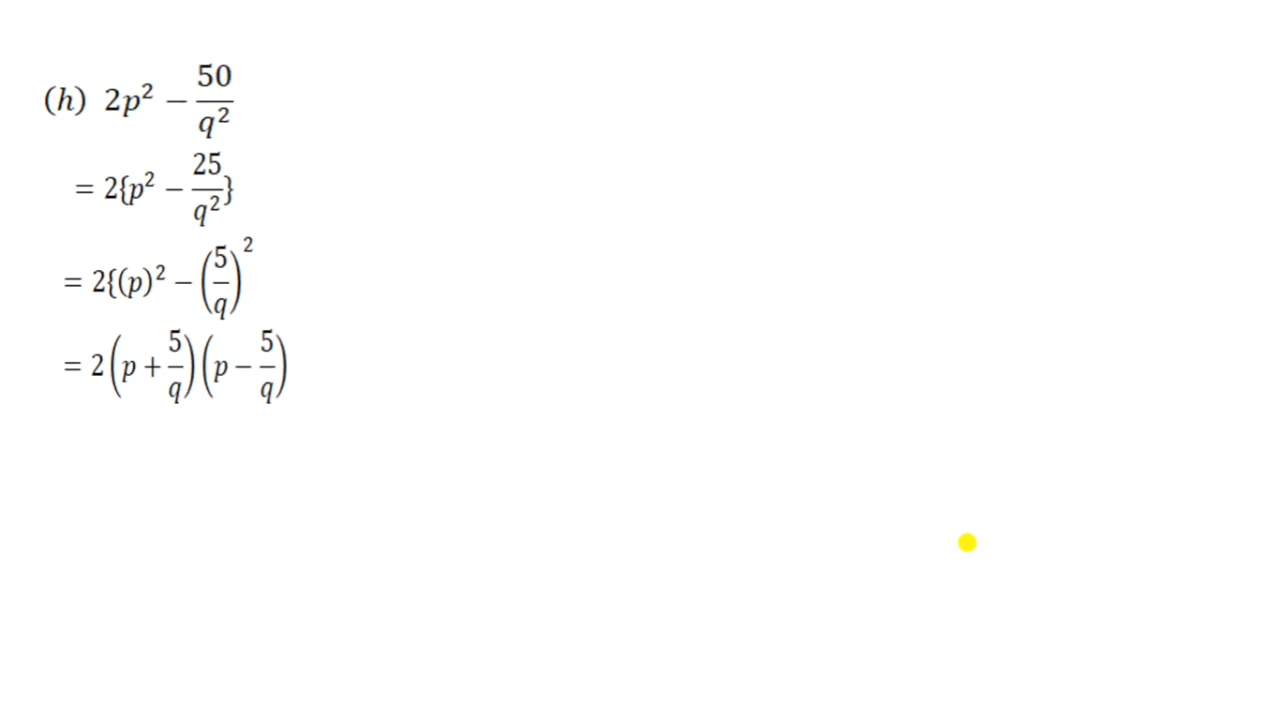 (h) 2p² − 50/q²
= 2{p² − 25/q²}
= 2{(p)² − (5/q)²
= 2(p + 5/q)(p − 5/q)